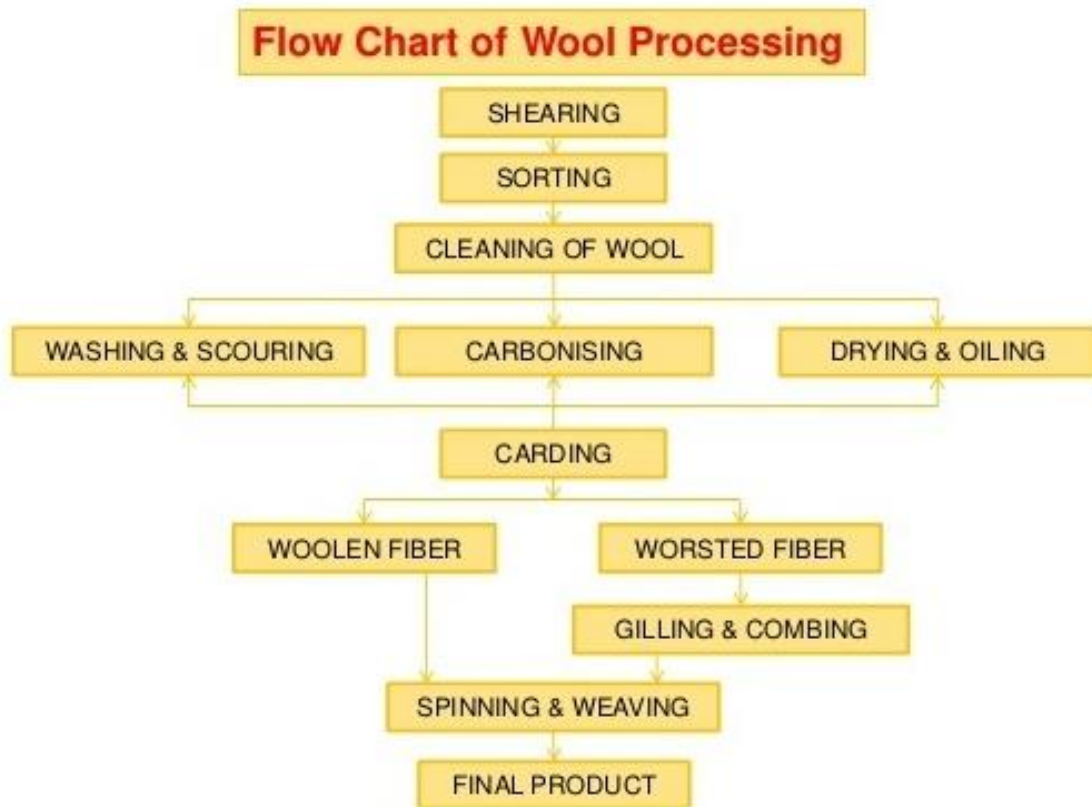 Flow Chart of Wool Processing
SHEARING
SORTING
CLEANING OF WOOL
WASHING & SCOURING
CARBONISING
DRYING & OILING
CARDING
WOOLEN FIBER
WORSTED FIBER
GILLING & COMBING
SPINNING & WEAVING
FINAL PRODUCT